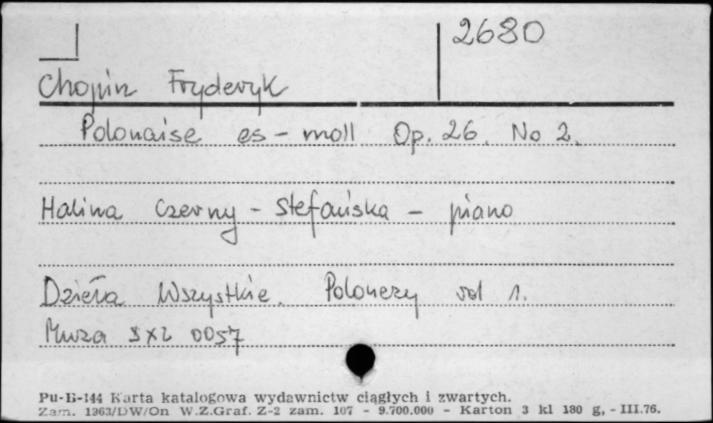 2680
Chopin Fryderyk
Polonaise es-moll Op. 26. No 2.
Halina Czerny-Stefańska - piano
Dzieła Wszystkie. Polonezy vol 1.
Muza SXL 0057
Pu-B-144 Karta katalogowa wydawnictw ciągłych i zwartych.
Zam. 1263/DW/On W.Z.Graf. Z-2 zam. 107 - 9.700.000 - Karton 3 kl 180 g, - III.76.